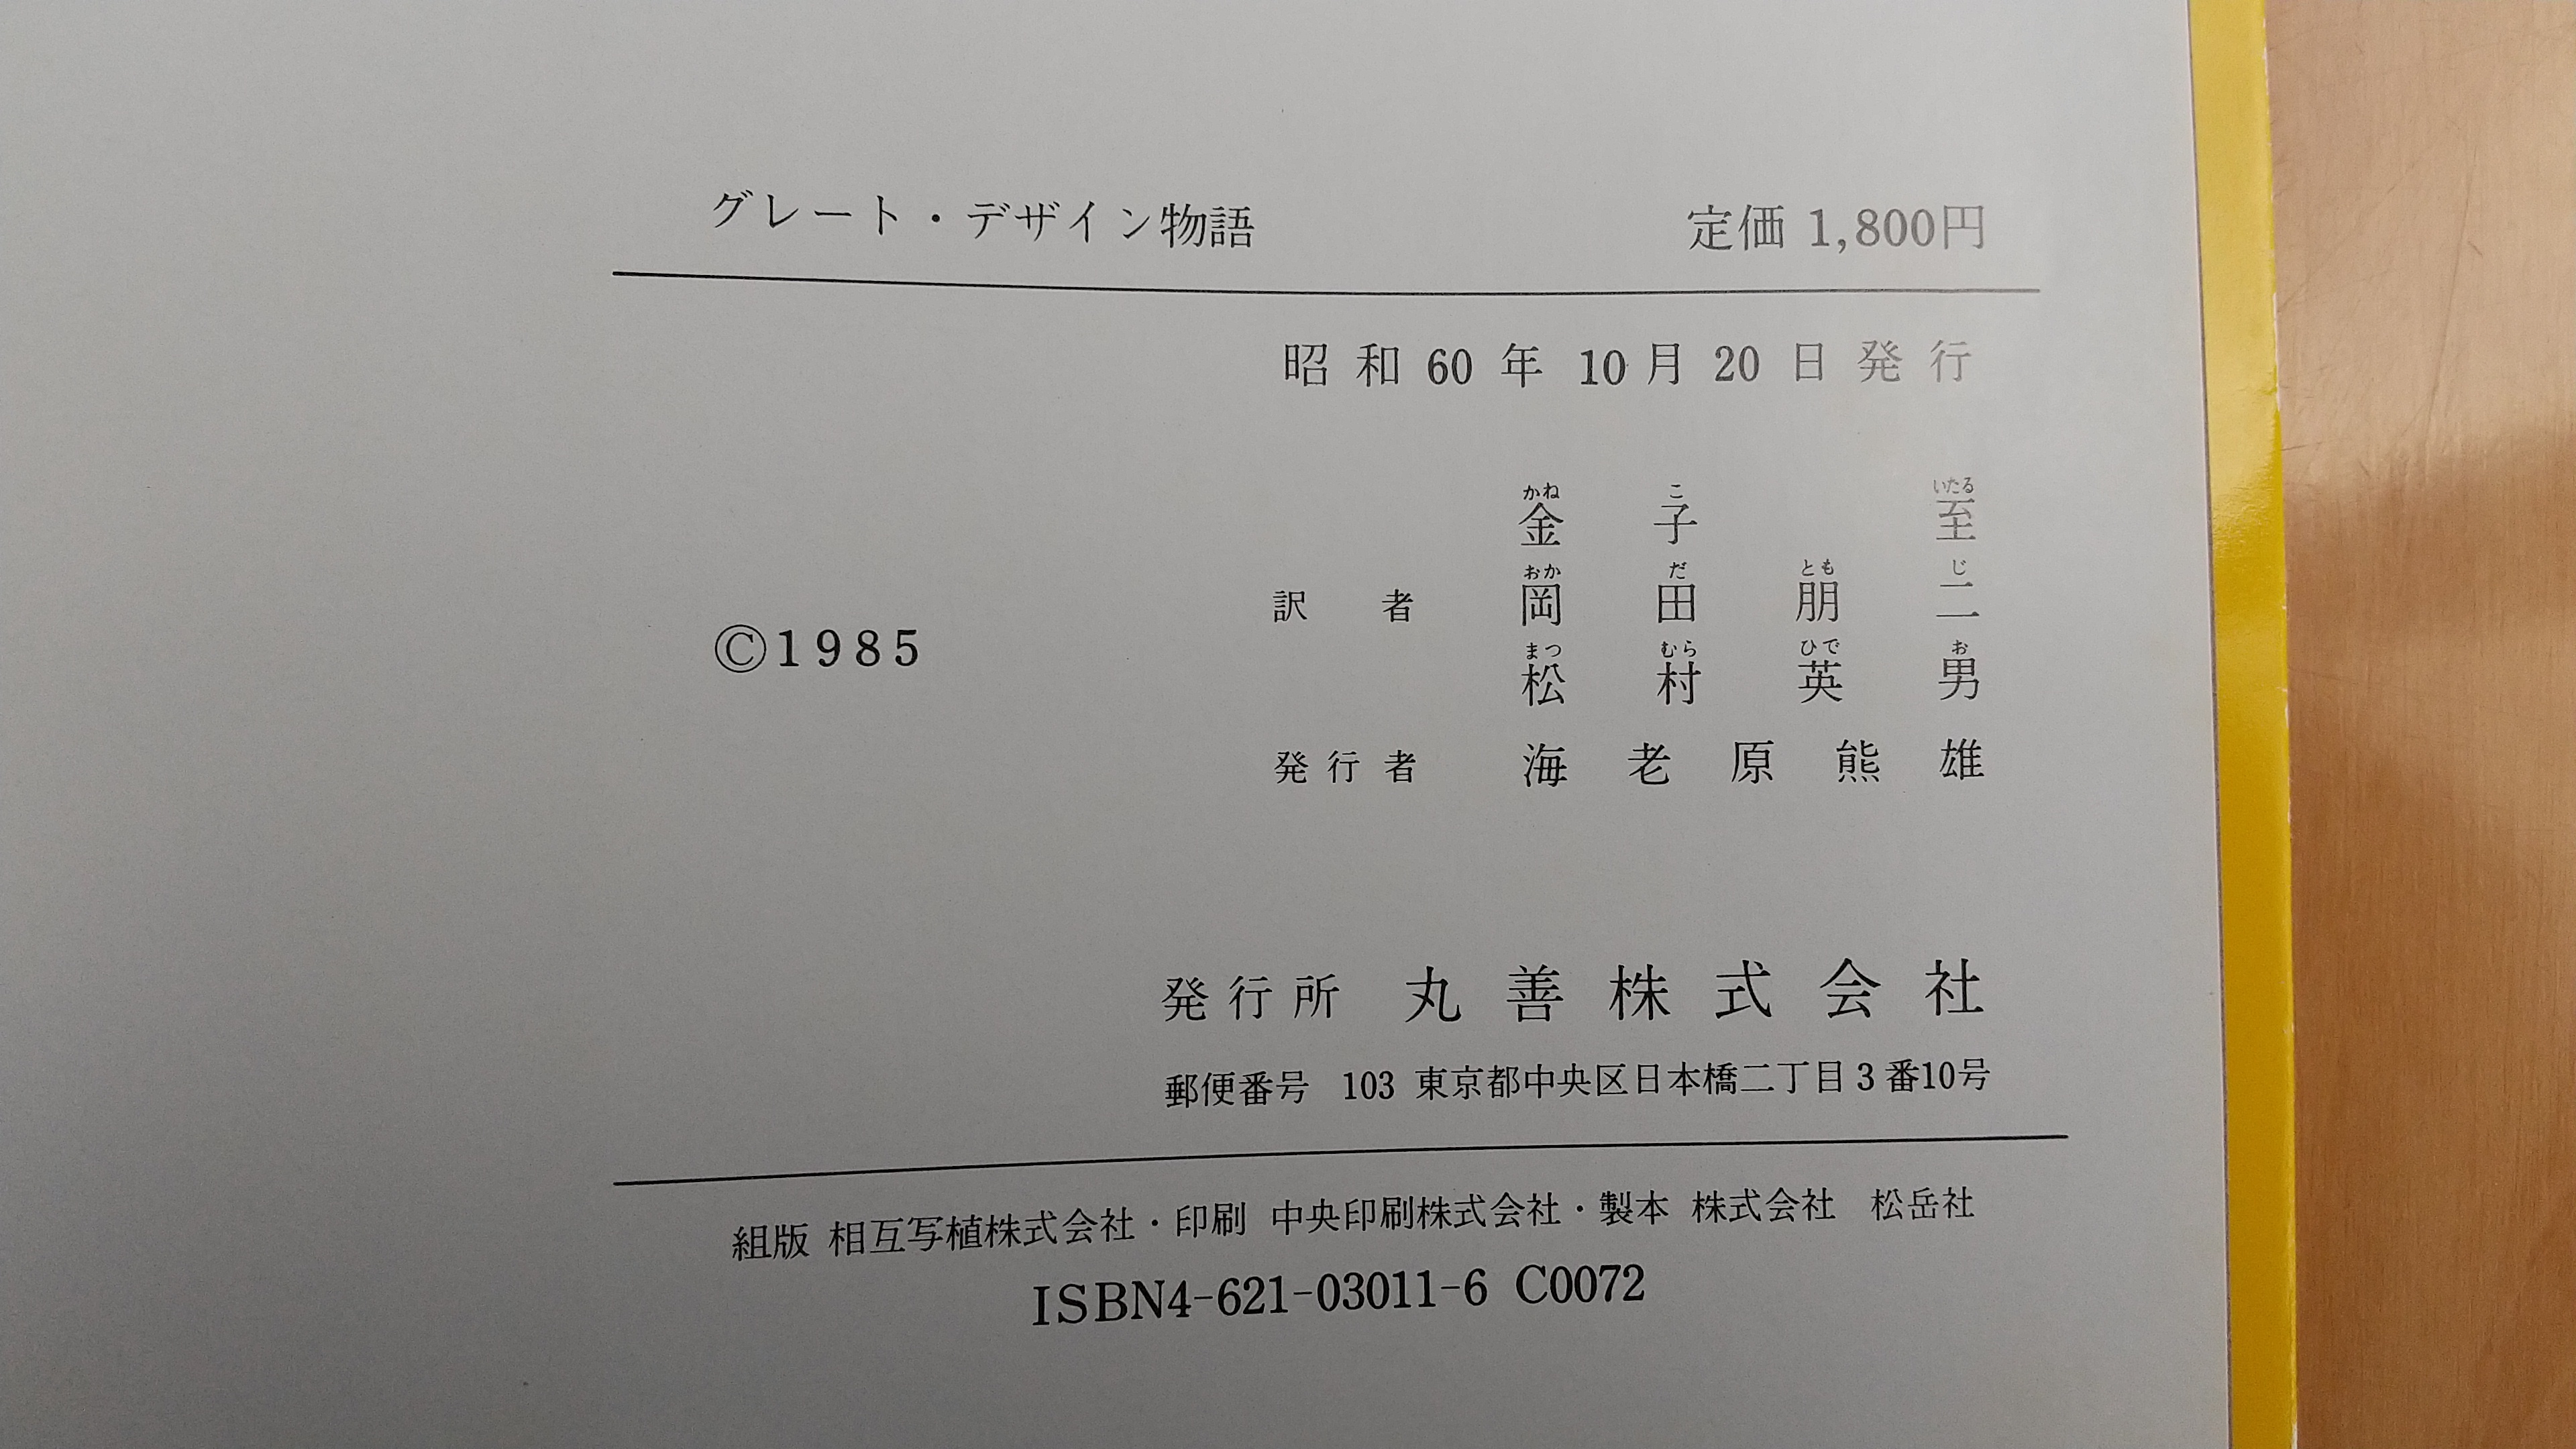 グレート・デザイン物語 定価 1,800円
昭和60年10月20日発行
かね こ いたる
金子 至
おか だ とも じ
訳者 岡田朋二
©1985
まつ むら ひで お
松村英男
発行者 海老原熊雄
発行所 丸善株式会社
郵便番号 103 東京都中央区日本橋二丁目3番10号
組版 相互写植株式会社・印刷 中央印刷株式会社・製本 株式会社 松岳社
ISBN4-621-03011-6 C0072